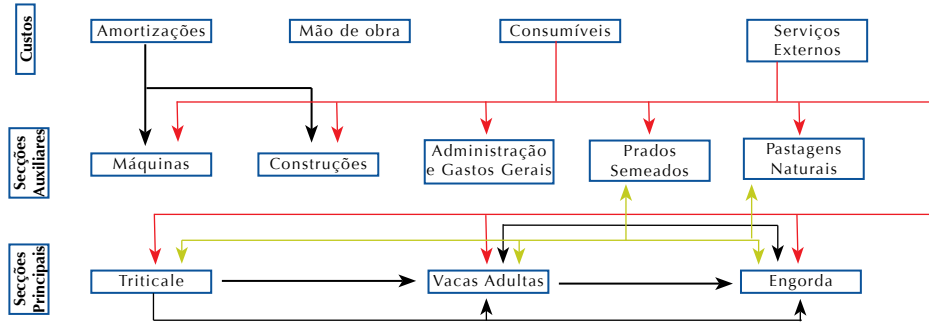 Custos
Amortizações
Mão de obra
Consumíveis
Serviços
Externos
Secções
Auxiliares
Máquinas
Construções
Administração
e Gastos Gerais
Prados
Semeados
Pastagens
Naturais
Secções
Principais
Triticale
Vacas Adultas
Engorda